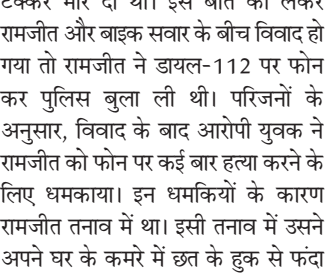 टक्कर मार दी थी। इस बात को लेकर
रामजीत और बाइक सवार के बीच विवाद हो
गया तो रामजीत ने डायल-112 पर फोन
कर पुलिस बुला ली थी। परिजनों के
अनुसार, विवाद के बाद आरोपी युवक ने
रामजीत को फोन पर कई बार हत्या करने के
लिए धमकाया। इन धमकियों के कारण
रामजीत तनाव में था। इसी तनाव में उसने
अपने घर के कमरे में छत के हुक से फंदा